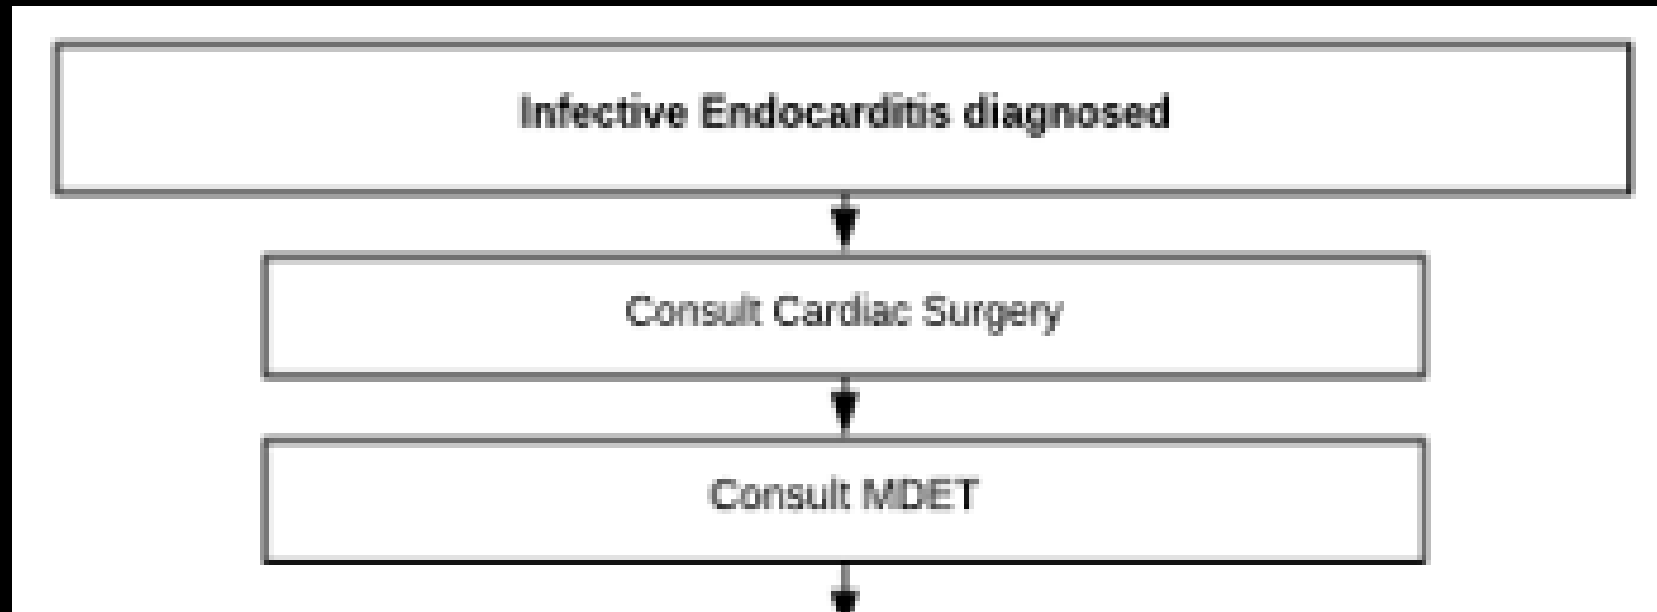 Infective Endocarditis diagnosed
Consult Cardiac Surgery
Consult MDET